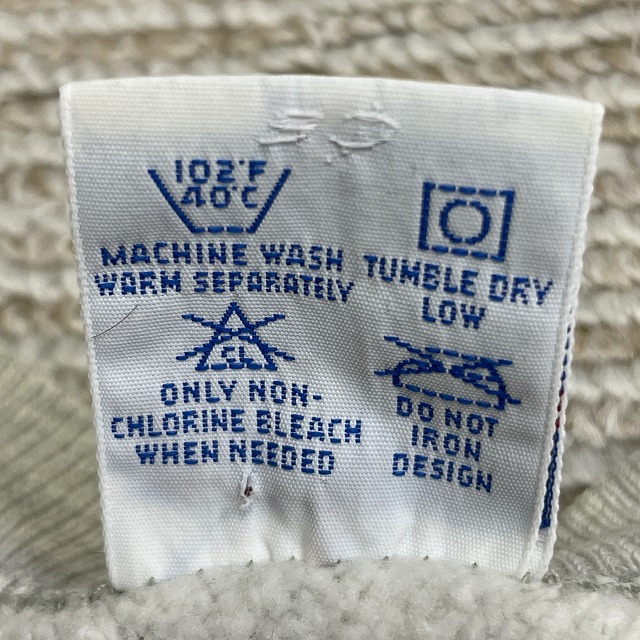 102°F
40°C
MACHINE WASH
WARM SEPARATELY
TUMBLE DRY
LOW
CL
ONLY NON-
CHLORINE BLEACH
WHEN NEEDED
DO NOT
IRON
DESIGN